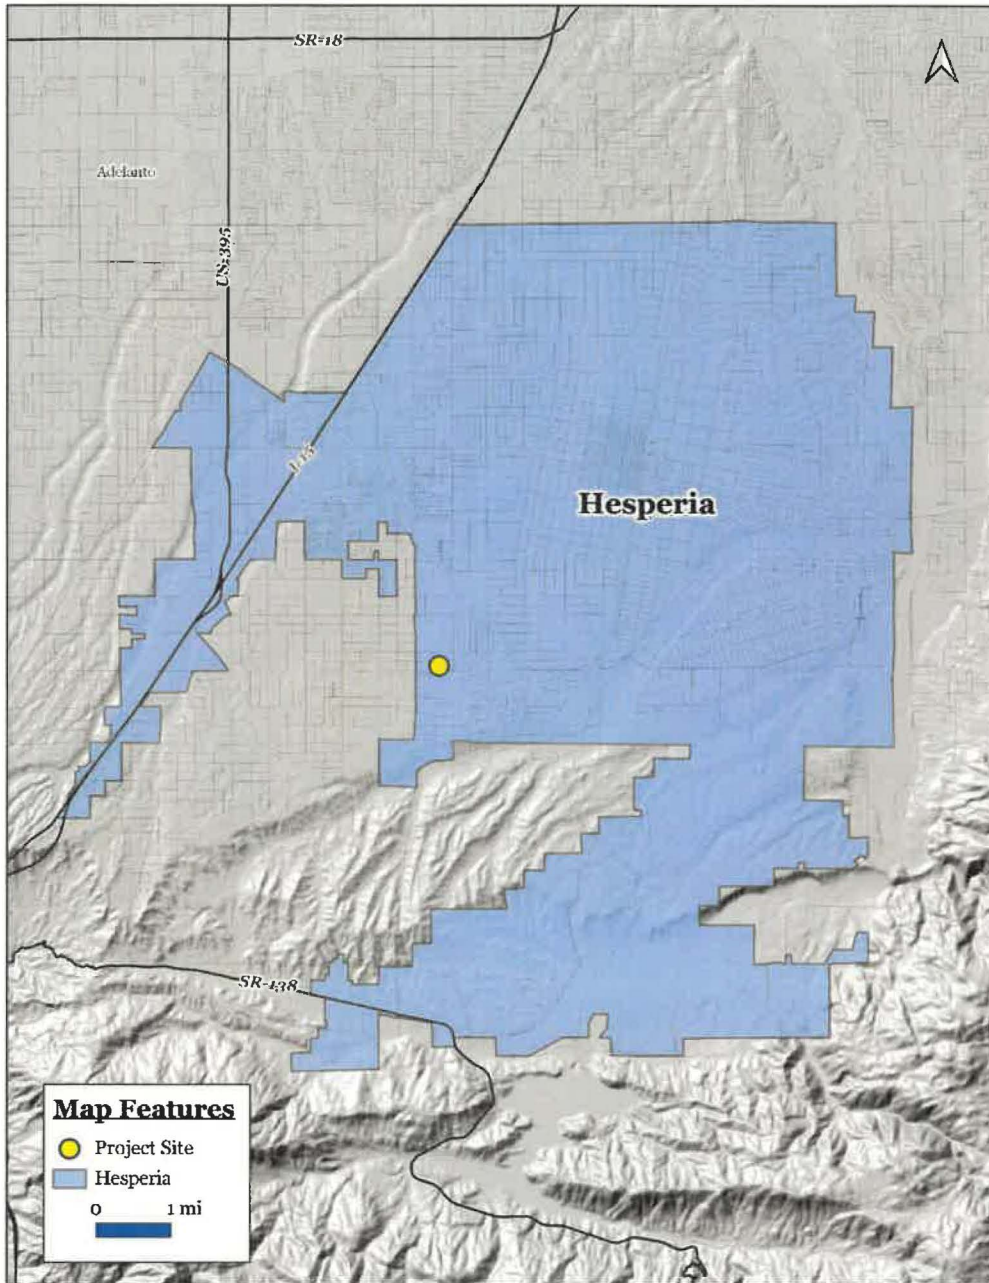 SR-18
Adelanto
US-395
I-15
Hesperia
SR-138
Map Features
Project Site
Hesperia
0 1 mi